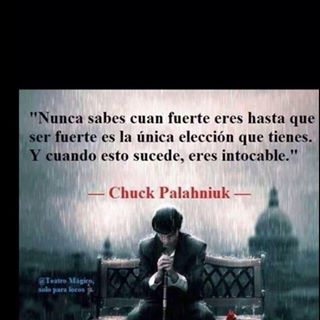 "Nunca sabes cuan fuerte eres hasta que
ser fuerte es la única elección que tienes.
Y cuando esto sucede, eres intocable."
— Chuck Palahniuk —
@Teatro Mágico,
solo para locos